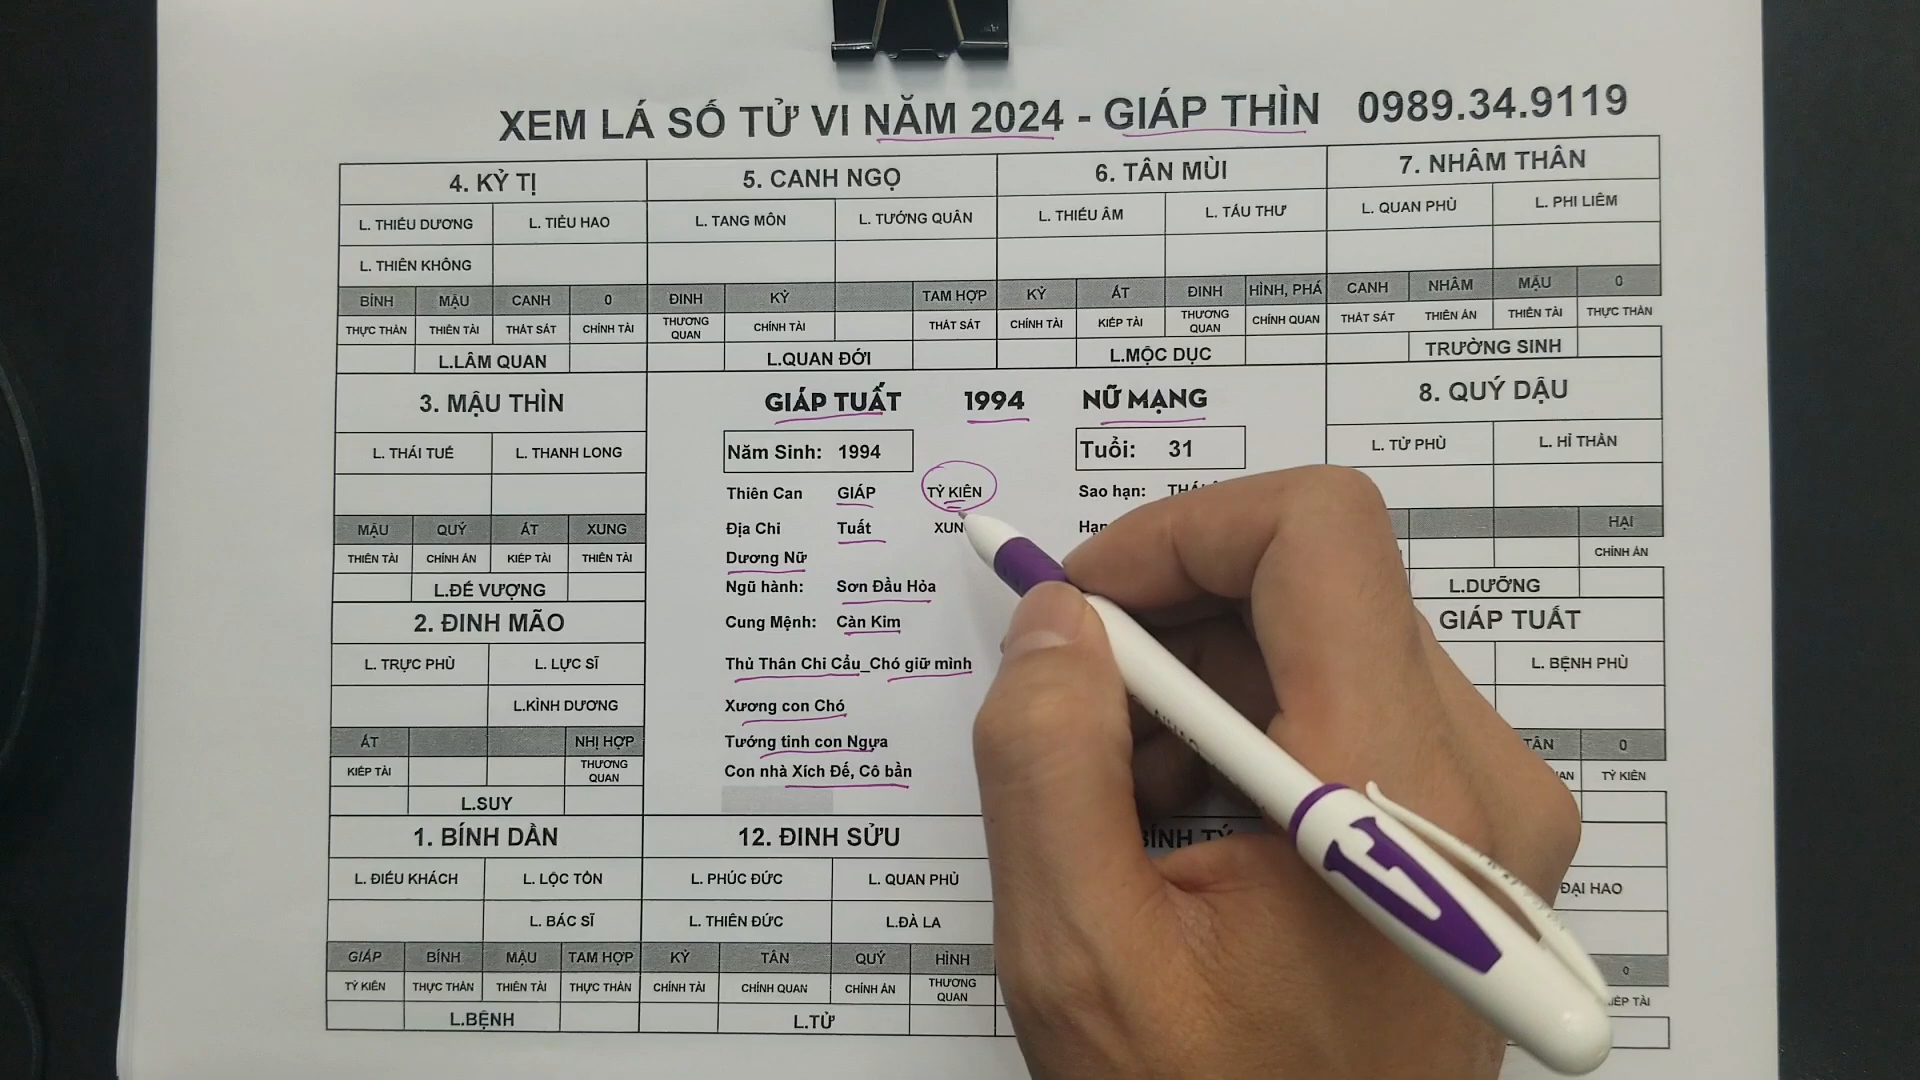 XEM LÁ SỐ TỬ VI NĂM 2024 - GIÁP THÌN 0989.34.9119
4. KỶ TỊ
L. THIẾU DƯƠNG L. TIỂU HAO
L. THIÊN KHÔNG
BÍNH MẬU CANH 0
THỰC THẦN THIÊN TÀI THẤT SÁT CHÍNH TÀI
L.LÂM QUAN
5. CANH NGỌ
L. TANG MÔN L. TƯỚNG QUÂN
ĐINH KỶ TAM HỢP
THƯƠNG QUAN CHÍNH TÀI THẤT SÁT
L.QUAN ĐỚI
6. TÂN MÙI
L. THIẾU ÂM L. TẤU THƯ
KỶ ẤT ĐINH HÌNH, PHÁ
CHÍNH TÀI KIẾP TÀI THƯƠNG QUAN CHÍNH QUAN
L.MỘC DỤC
7. NHÂM THÂN
L. QUAN PHÙ L. PHI LIÊM
CANH NHÂM MẬU 0
THẤT SÁT THIÊN ẤN THIÊN TÀI THỰC THẦN
TRƯỜNG SINH
3. MẬU THÌN
L. THÁI TUẾ L. THANH LONG
MẬU QUÝ ẤT XUNG
THIÊN TÀI CHÍNH ẤN KIẾP TÀI THIÊN TÀI
L.ĐẾ VƯỢNG
GIÁP TUẤT 1994 NỮ MẠNG
Năm Sinh: 1994 Tuổi: 31
Thiên Can GIÁP TỶ KIÊN Sao hạn:
Địa Chi Tuất
Dương Nữ
Ngũ hành: Sơn Đầu Hỏa
Cung Mệnh: Càn Kim
Thủ Thân Chi Cẩu_Chó giữ mình
Xương con Chó
Tướng tinh con Ngựa
Con nhà Xích Đế, Cô bần
8. QUÝ DẬU
L. TỬ PHÙ L. HỈ THẦN
HẠI
CHÍNH ẤN
L.DƯỠNG
2. ĐINH MÃO
L. TRỰC PHÙ L. LỰC SĨ
L.KÌNH DƯƠNG
ẤT NHỊ HỢP
KIẾP TÀI THƯƠNG QUAN
L.SUY
GIÁP TUẤT
L. BỆNH PHÙ
TÂN 0
TỶ KIÊN
1. BÍNH DẦN
L. ĐIẾU KHÁCH L. LỘC TỒN
L. BÁC SĨ
GIÁP BÍNH MẬU TAM HỢP
TỶ KIÊN THỰC THẦN THIÊN TÀI THỰC THẦN
L.BỆNH
12. ĐINH SỬU
L. PHÚC ĐỨC L. QUAN PHỦ
L. THIÊN ĐỨC L.ĐÀ LA
KỶ TÂN QUÝ HÌNH
CHÍNH TÀI CHÍNH QUAN CHÍNH ẤN THƯƠNG QUAN
L.TỬ
ĐẠI HAO
0